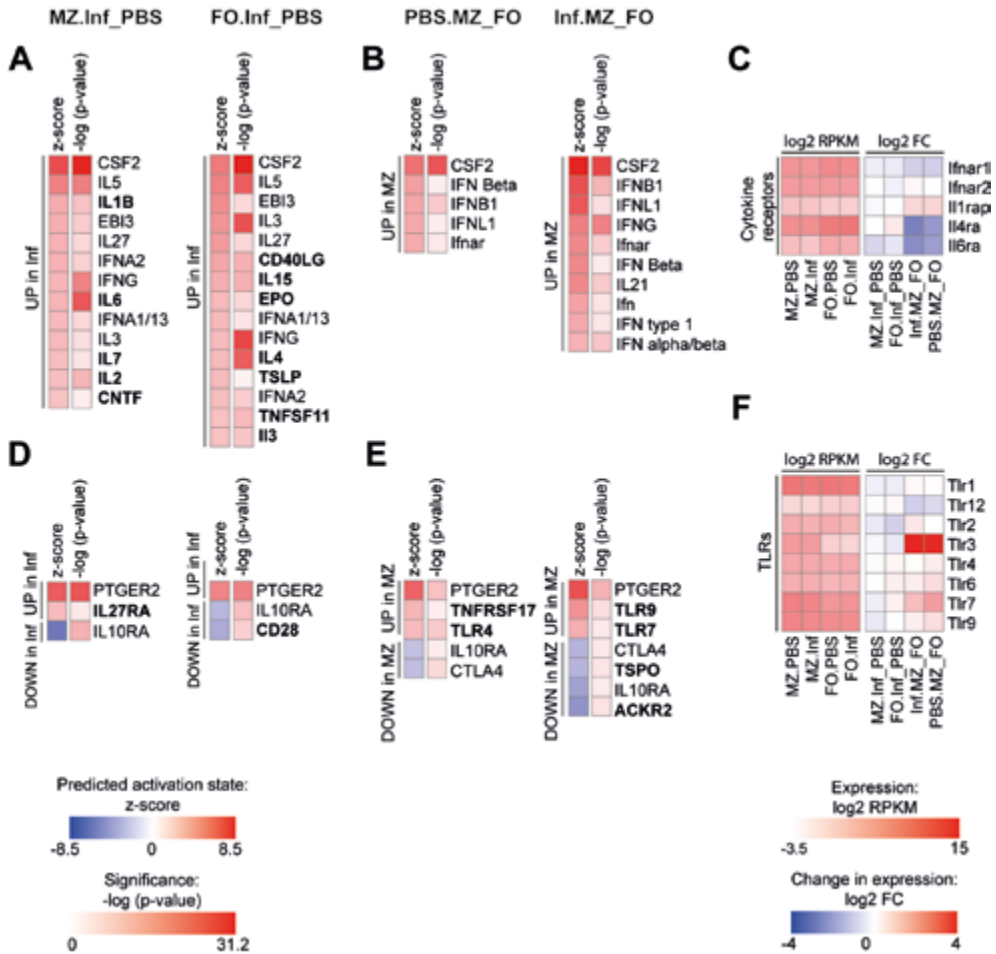 MZ.Inf_PBS
FO.Inf_PBS
PBS.MZ_FO
Inf.MZ_FO
A
z-score
-log (p-value)
UP in Inf
CSF2
IL5
IL1B
EBI3
IL27
IFNA2
IFNG
IL6
IFNA1/13
IL3
IL7
IL2
CNTF
z-score
-log (p-value)
UP in Inf
CSF2
IL5
EBI3
IL3
IL27
CD40LG
IL15
EPO
IFNA1/13
IFNG
IL4
TSLP
IFNA2
TNFSF11
Il3
B
z-score
-log (p-value)
UP in MZ
CSF2
IFN Beta
IFNB1
IFNL1
Ifnar
z-score
-log (p-value)
UP in MZ
CSF2
IFNB1
IFNL1
IFNG
Ifnar
IFN Beta
IL21
Ifn
IFN type 1
IFN alpha/beta
C
log2 RPKM
log2 FC
Cytokine
receptors
Ifnar1
Ifnar2
Il1rap
Il4ra
Il6ra
MZ.PBS
MZ.Inf
FO.PBS
FO.Inf
MZ.Inf_PBS
FO.Inf_PBS
Inf.MZ_FO
PBS.MZ_FO
D
z-score
-log (p-value)
UP in Inf
DOWN in Inf
PTGER2
IL27RA
IL10RA
z-score
-log (p-value)
UP in Inf
DOWN in Inf
PTGER2
IL10RA
CD28
E
z-score
-log (p-value)
UP in MZ
DOWN in MZ
PTGER2
TNFRSF17
TLR4
IL10RA
CTLA4
z-score
-log (p-value)
UP in MZ
DOWN in MZ
PTGER2
TLR9
TLR7
CTLA4
TSPO
IL10RA
ACKR2
F
log2 RPKM
log2 FC
TLRs
Tlr1
Tlr12
Tlr2
Tlr3
Tlr4
Tlr6
Tlr7
Tlr9
MZ.PBS
MZ.Inf
FO.PBS
FO.Inf
MZ.Inf_PBS
FO.Inf_PBS
Inf.MZ_FO
PBS.MZ_FO
Predicted activation state:
z-score
-8.5 0 8.5
Significance:
-log (p-value)
0 31.2
Expression:
log2 RPKM
-3.5 15
Change in expression:
log2 FC
-4 0 4